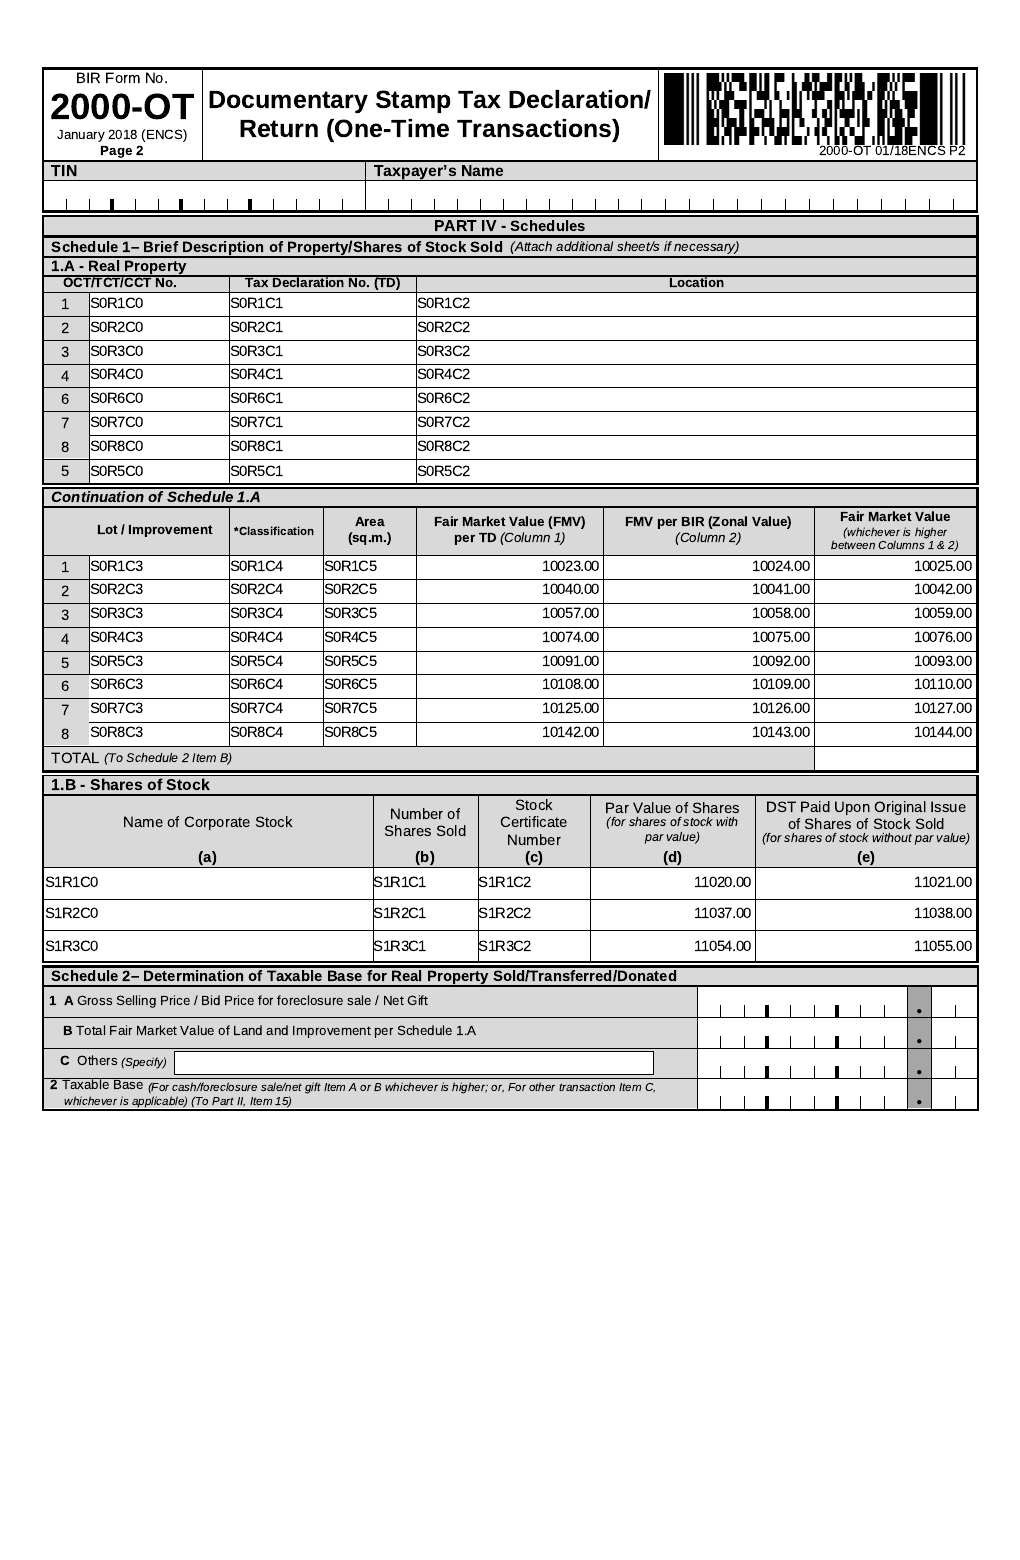 BIR Form No.
2000-OT
January 2018 (ENCS)
Page 2
Documentary Stamp Tax Declaration/
Return (One-Time Transactions)
2000-OT 01/18ENCS P2
TIN Taxpayer's Name
PART IV - Schedules
Schedule 1– Brief Description of Property/Shares of Stock Sold (Attach additional sheet/s if necessary)
1.A - Real Property
OCT/TCT/CCT No. Tax Declaration No. (TD) Location
1 S0R1C0 S0R1C1 S0R1C2
2 S0R2C0 S0R2C1 S0R2C2
3 S0R3C0 S0R3C1 S0R3C2
4 S0R4C0 S0R4C1 S0R4C2
6 S0R6C0 S0R6C1 S0R6C2
7 S0R7C0 S0R7C1 S0R7C2
8 S0R8C0 S0R8C1 S0R8C2
5 S0R5C0 S0R5C1 S0R5C2
Continuation of Schedule 1.A
Lot / Improvement
*Classification
Area
(sq.m.)
Fair Market Value (FMV)
per TD (Column 1)
FMV per BIR (Zonal Value)
(Column 2)
Fair Market Value
(whichever is higher
between Columns 1 & 2)
1 S0R1C3 S0R1C4 S0R1C5 10023.00 10024.00 10025.00
2 S0R2C3 S0R2C4 S0R2C5 10040.00 10041.00 10042.00
3 S0R3C3 S0R3C4 S0R3C5 10057.00 10058.00 10059.00
4 S0R4C3 S0R4C4 S0R4C5 10074.00 10075.00 10076.00
5 S0R5C3 S0R5C4 S0R5C5 10091.00 10092.00 10093.00
6 S0R6C3 S0R6C4 S0R6C5 10108.00 10109.00 10110.00
7 S0R7C3 S0R7C4 S0R7C5 10125.00 10126.00 10127.00
8 S0R8C3 S0R8C4 S0R8C5 10142.00 10143.00 10144.00
TOTAL (To Schedule 2 Item B)
1.B - Shares of Stock
Name of Corporate Stock
(a)
Number of
Shares Sold
(b)
Stock
Certificate
Number
(c)
Par Value of Shares
(for shares of stock with
par value)
(d)
DST Paid Upon Original Issue
of Shares of Stock Sold
(for shares of stock without par value)
(e)
S1R1C0 S1R1C1 S1R1C2 11020.00 11021.00
S1R2C0 S1R2C1 S1R2C2 11037.00 11038.00
S1R3C0 S1R3C1 S1R3C2 11054.00 11055.00
Schedule 2– Determination of Taxable Base for Real Property Sold/Transferred/Donated
1 A Gross Selling Price / Bid Price for foreclosure sale / Net Gift
B Total Fair Market Value of Land and Improvement per Schedule 1.A
C Others (Specify)
2 Taxable Base (For cash/foreclosure sale/net gift Item A or B whichever is higher; or, For other transaction Item C,
whichever is applicable) (To Part II, Item 15)